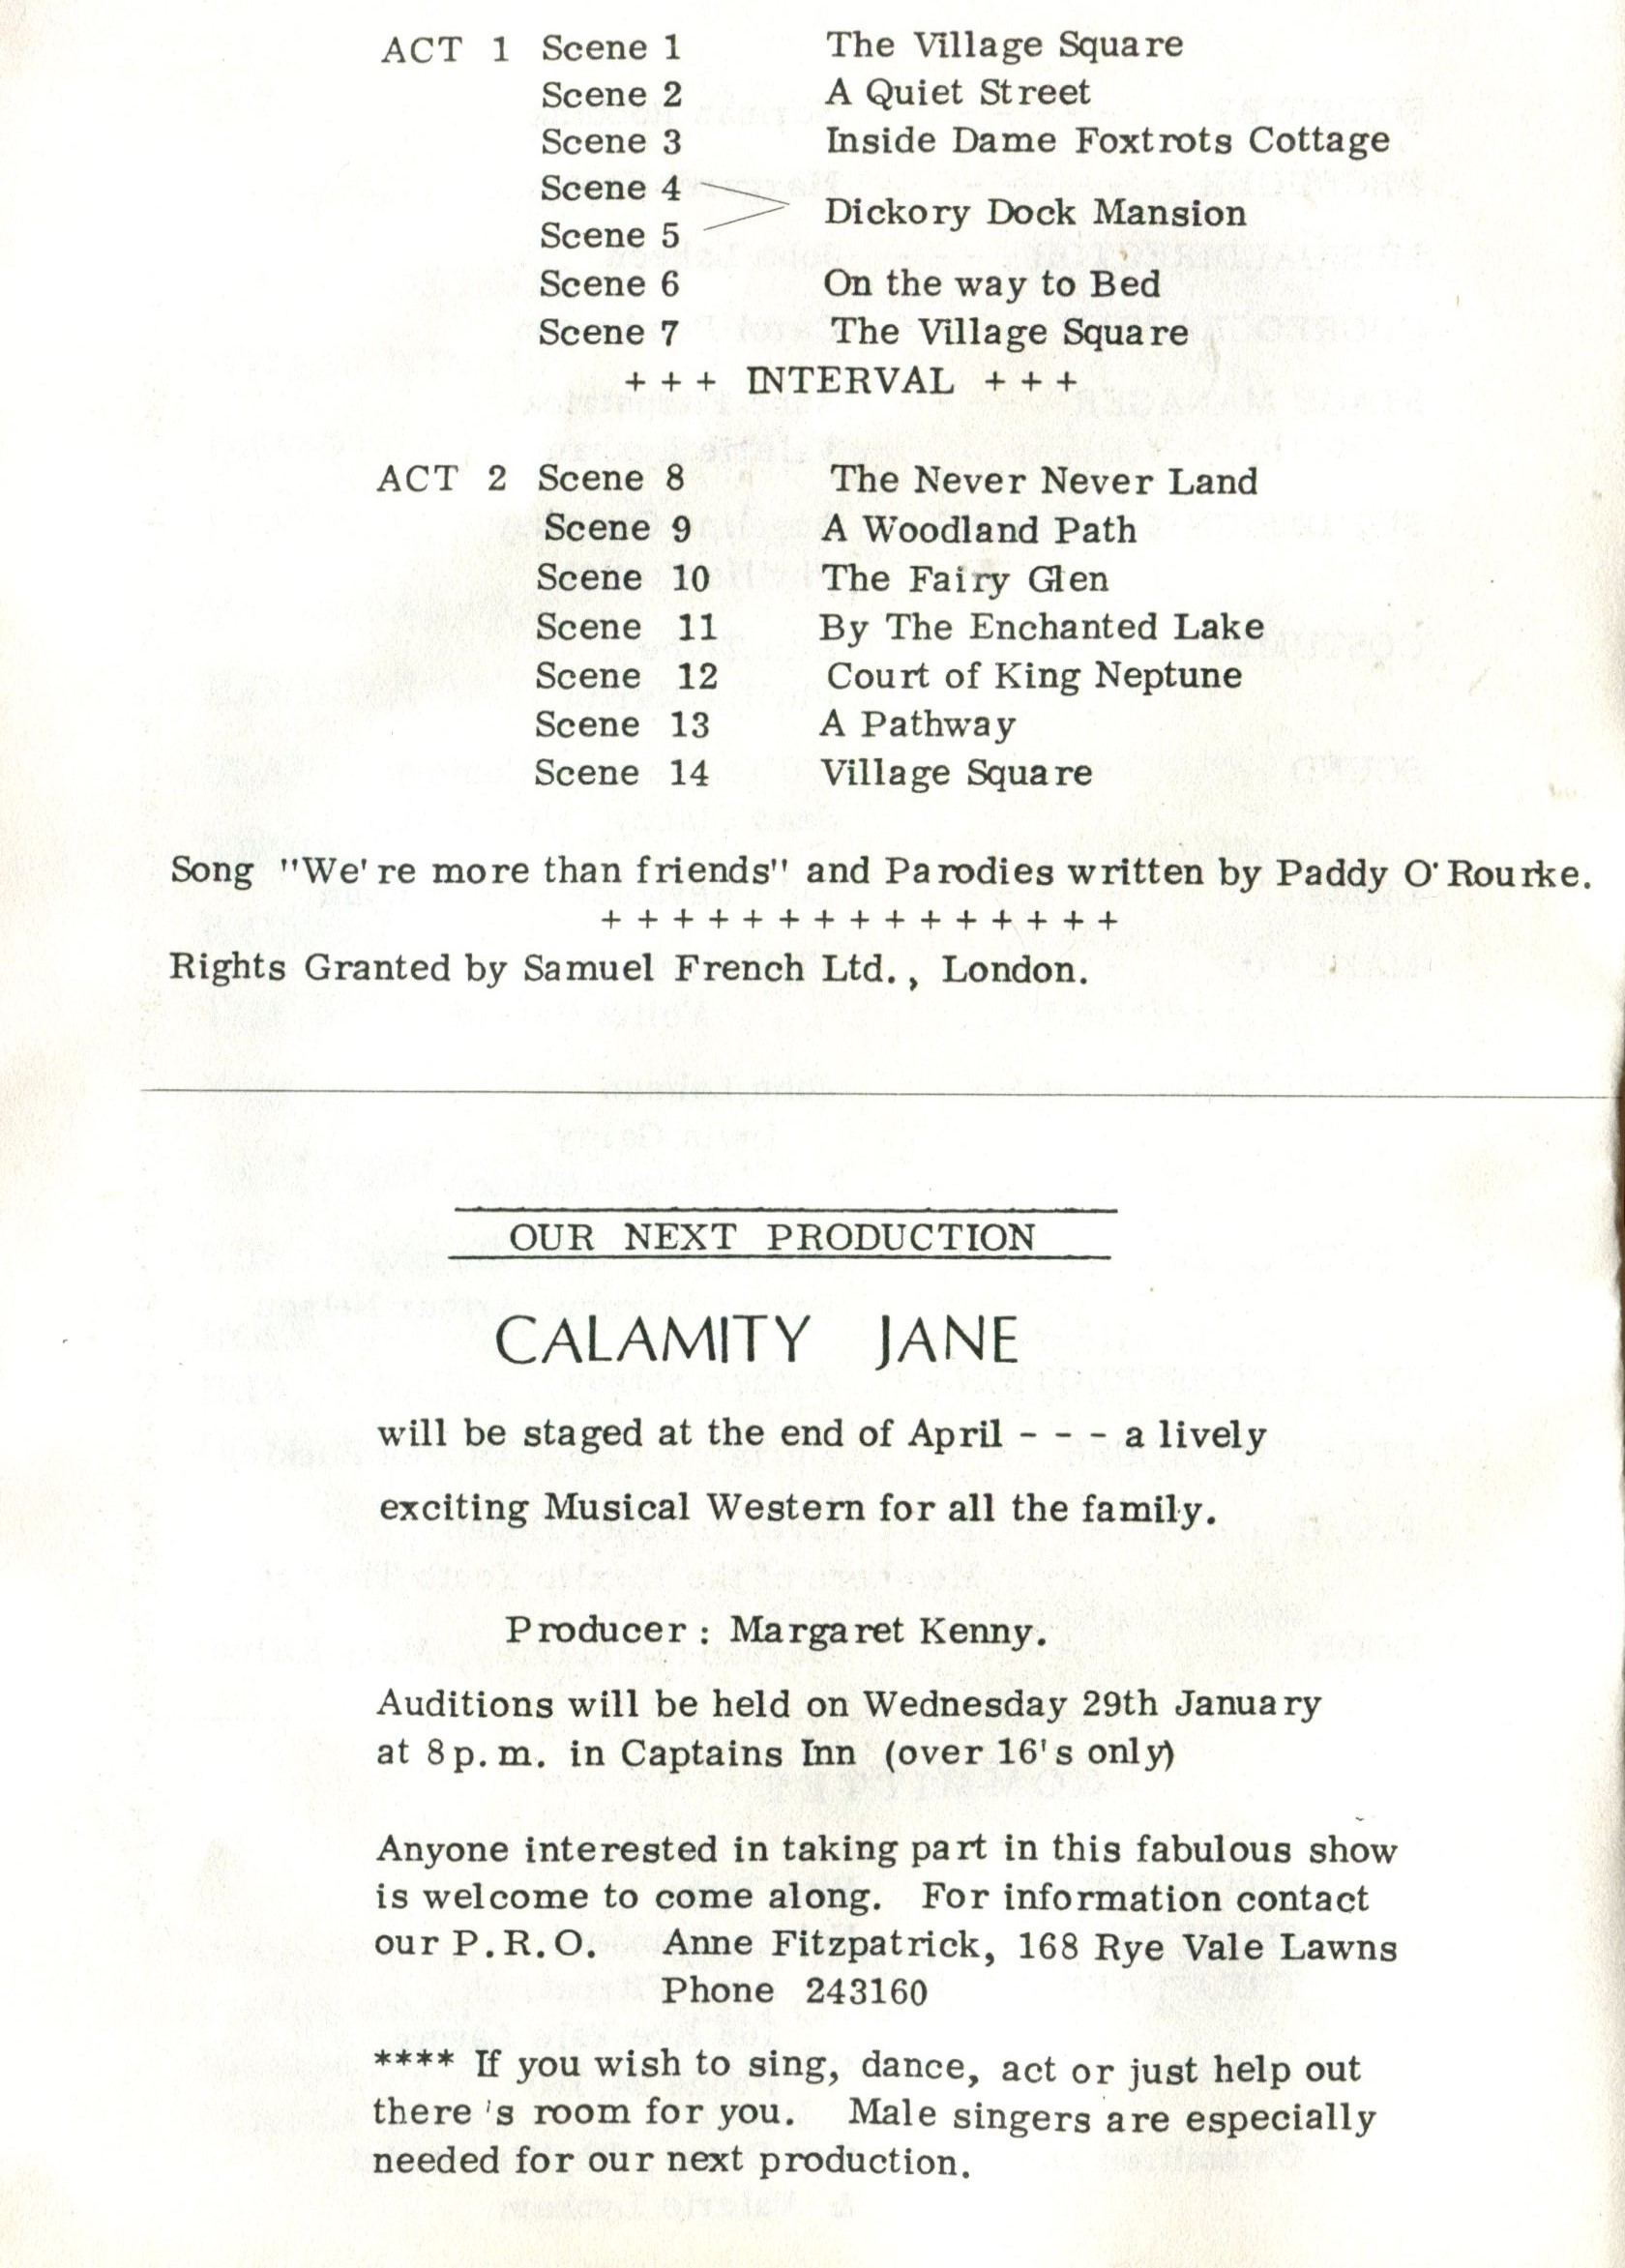 ACT 1 Scene 1 The Village Square
Scene 2 A Quiet Street
Scene 3 Inside Dame Foxtrots Cottage
Scene 4
Dickory Dock Mansion
Scene 5
Scene 6 On the way to Bed
Scene 7 The Village Square
+ + + INTERVAL + + +
ACT 2 Scene 8 The Never Never Land
Scene 9 A Woodland Path
Scene 10 The Fairy Glen
Scene 11 By The Enchanted Lake
Scene 12 Court of King Neptune
Scene 13 A Pathway
Scene 14 Village Square
Song "We're more than friends" and Parodies written by Paddy O'Rourke.
+ + + + + + + + + + + + + + +
Rights Granted by Samuel French Ltd., London.
OUR NEXT PRODUCTION
CALAMITY JANE
will be staged at the end of April - - - a lively
exciting Musical Western for all the family.
Producer : Margaret Kenny.
Auditions will be held on Wednesday 29th January
at 8p.m. in Captains Inn (over 16's only)
Anyone interested in taking part in this fabulous show
is welcome to come along. For information contact
our P.R.O. Anne Fitzpatrick, 168 Rye Vale Lawns
Phone 243160
**** If you wish to sing, dance, act or just help out
there's room for you. Male singers are especially
needed for our next production.